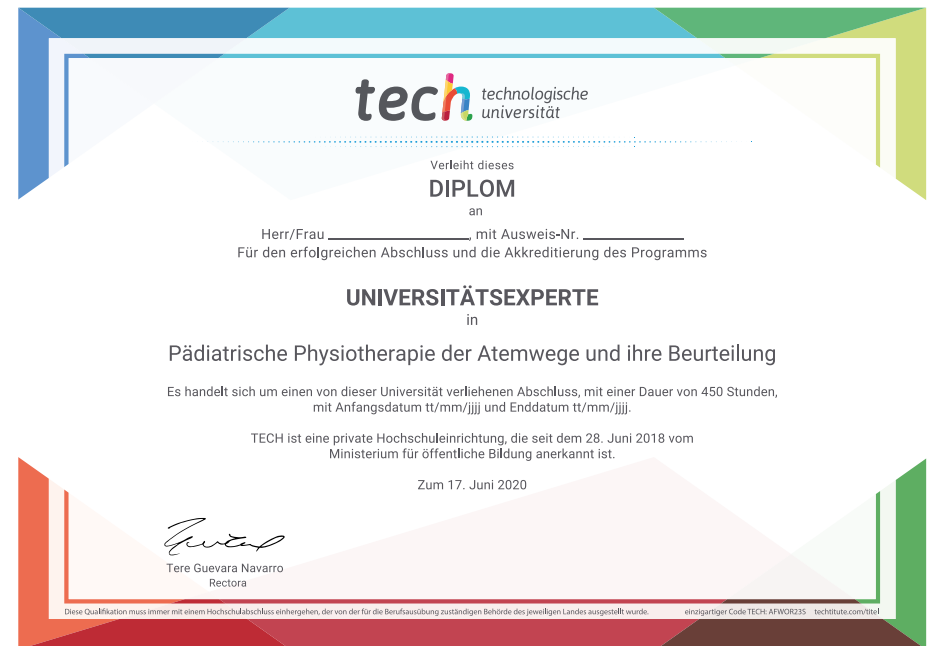 tech technologische
universität
Verleiht dieses
DIPLOM
an
Herr/Frau ________________, mit Ausweis-Nr. ____________
Für den erfolgreichen Abschluss und die Akkreditierung des Programms
UNIVERSITÄTSEXPERTE
in
Pädiatrische Physiotherapie der Atemwege und ihre Beurteilung
Es handelt sich um einen von dieser Universität verliehenen Abschluss, mit einer Dauer von 450 Stunden,
mit Anfangsdatum tt/mm/jjjj und Enddatum tt/mm/jjjj.
TECH ist eine private Hochschuleinrichtung, die seit dem 28. Juni 2018 vom
Ministerium für öffentliche Bildung anerkannt ist.
Zum 17. Juni 2020
Tere Guevara Navarro
Rectora
Diese Qualifikation muss immer mit einem Hochschulabschluss einhergehen, der von der für die Berufsausübung zuständigen Behörde des jeweiligen Landes ausgestellt wurde. einzigartiger Code TECH: AFWOR23S techtitute.com/titel